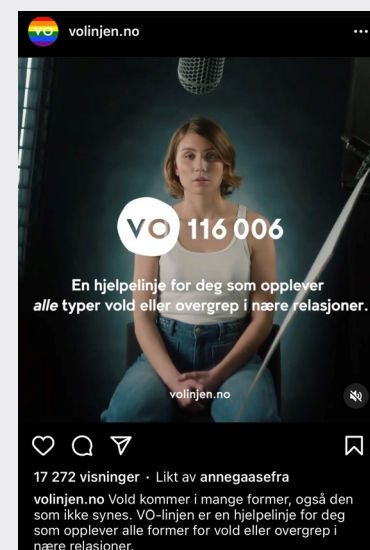 VO
volinjen.no
VO 116 006
En hjelpelinje for deg som opplever
alle typer vold eller overgrep i nære relasjoner.
volinjen.no
17 272 visninger · Likt av annegaasefra
volinjen.no Vold kommer i mange former, også den
som ikke synes. VO-linjen er en hjelpelinje for deg
som opplever alle former for vold eller overgrep i
nære relasjoner.